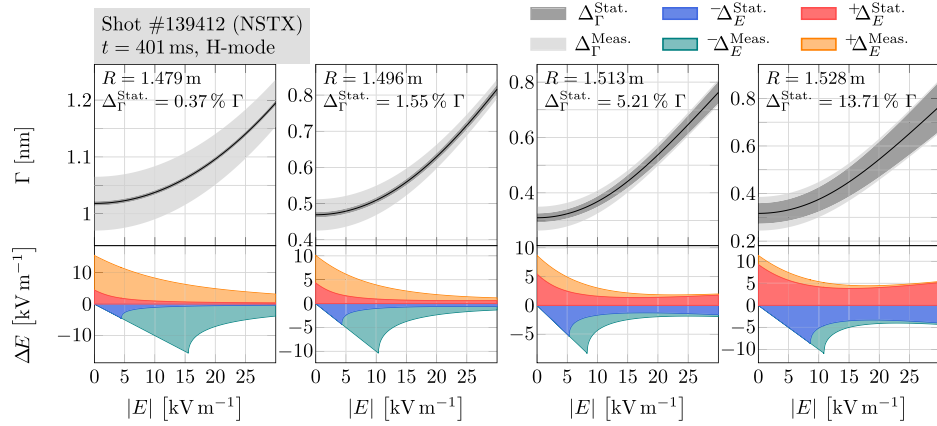 Shot #139412 (NSTX)
t = 401 ms, H-mode
Δ_Γ^Stat. −Δ_E^Stat. +Δ_E^Stat.
Δ_Γ^Meas. −Δ_E^Meas. +Δ_E^Meas.
R = 1.479 m
Δ_Γ^Stat. = 0.37 % Γ
R = 1.496 m
Δ_Γ^Stat. = 1.55 % Γ
R = 1.513 m
Δ_Γ^Stat. = 5.21 % Γ
R = 1.528 m
Δ_Γ^Stat. = 13.71 % Γ
Γ [nm]
1.2
1.1
1
0.8
0.7
0.6
0.5
0.4
0.8
0.6
0.4
0.8
0.6
0.4
0.2
ΔE [kV m⁻¹]
10
0
−10
10
5
0
−5
−10
10
5
0
−5
10
5
0
−5
−10
0 5 10 15 20 25
0 5 10 15 20 25
0 5 10 15 20 25
0 5 10 15 20 25
|E| [kV m⁻¹]
|E| [kV m⁻¹]
|E| [kV m⁻¹]
|E| [kV m⁻¹]